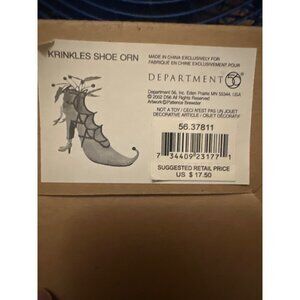 KRINKLES SHOE ORN
MADE IN CHINA EXCLUSIVELY FOR
FABRIQUÉ EN CHINE EXCLUSIVEMENT POUR
DEPARTMENT 56
Department 56, Inc. Eden Prairie MN 55344, USA
© 2002 D56 All Rights Reserved
Artwork © Patience Brewster
NOT A TOY / CECI N'EST PAS UN JOUET
DECORATIVE ARTICLE / OBJET DÉCORATIF
56.37811
7 34409 23177 1
SUGGESTED RETAIL PRICE
US $ 17.50